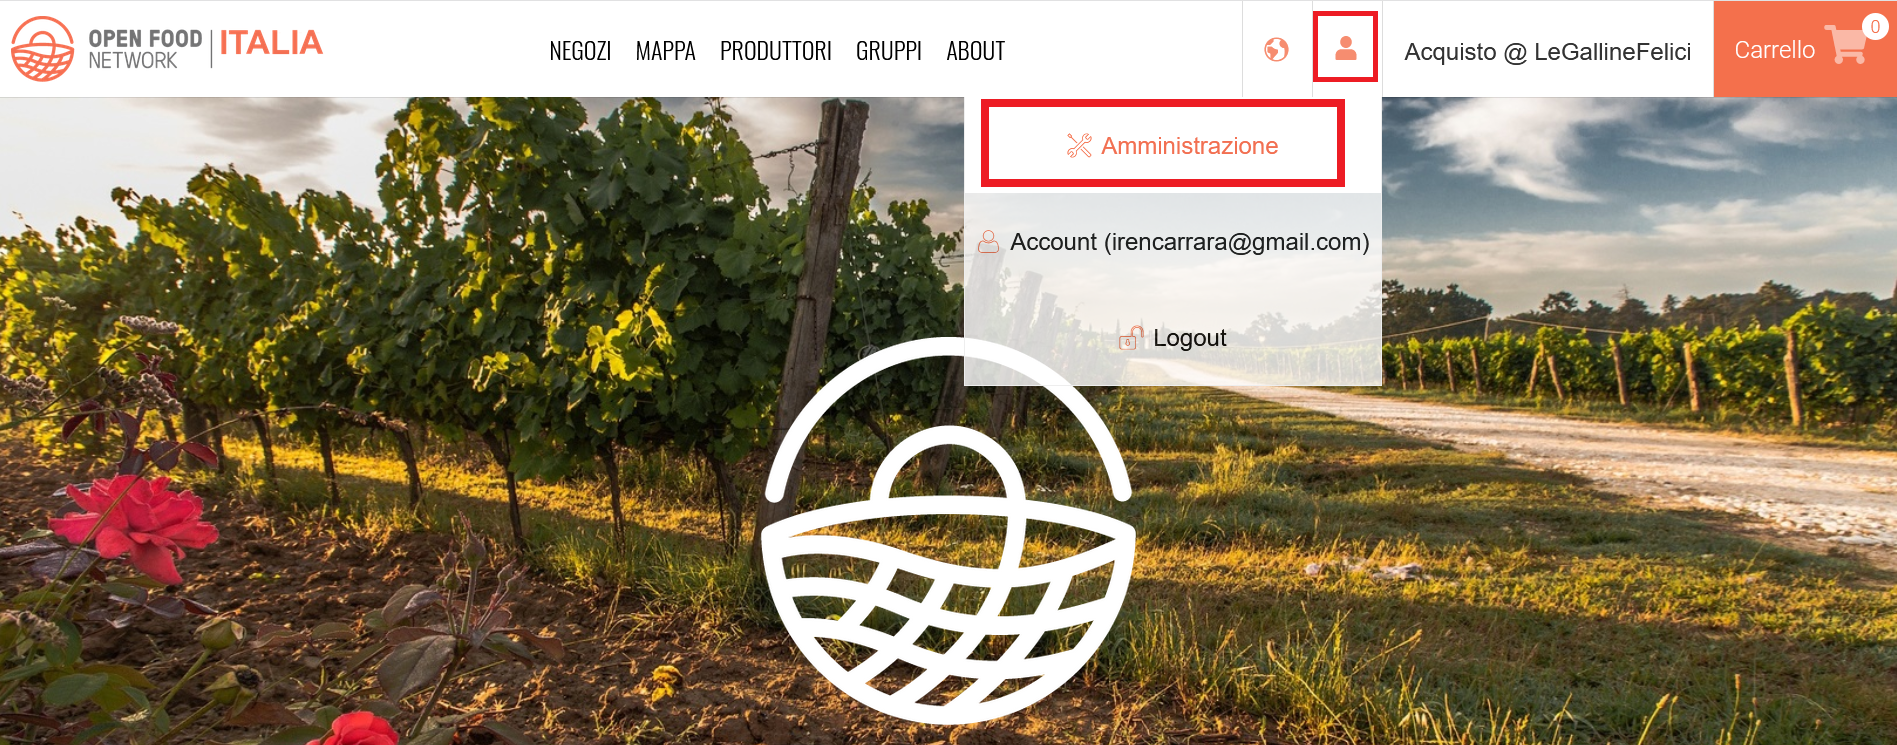 OPEN FOOD
NETWORK
ITALIA
NEGOZI MAPPA PRODUTTORI GRUPPI ABOUT
Acquisto @ LeGallineFelici
Carrello
0
Amministrazione
Account (irencarrara@gmail.com)
Logout